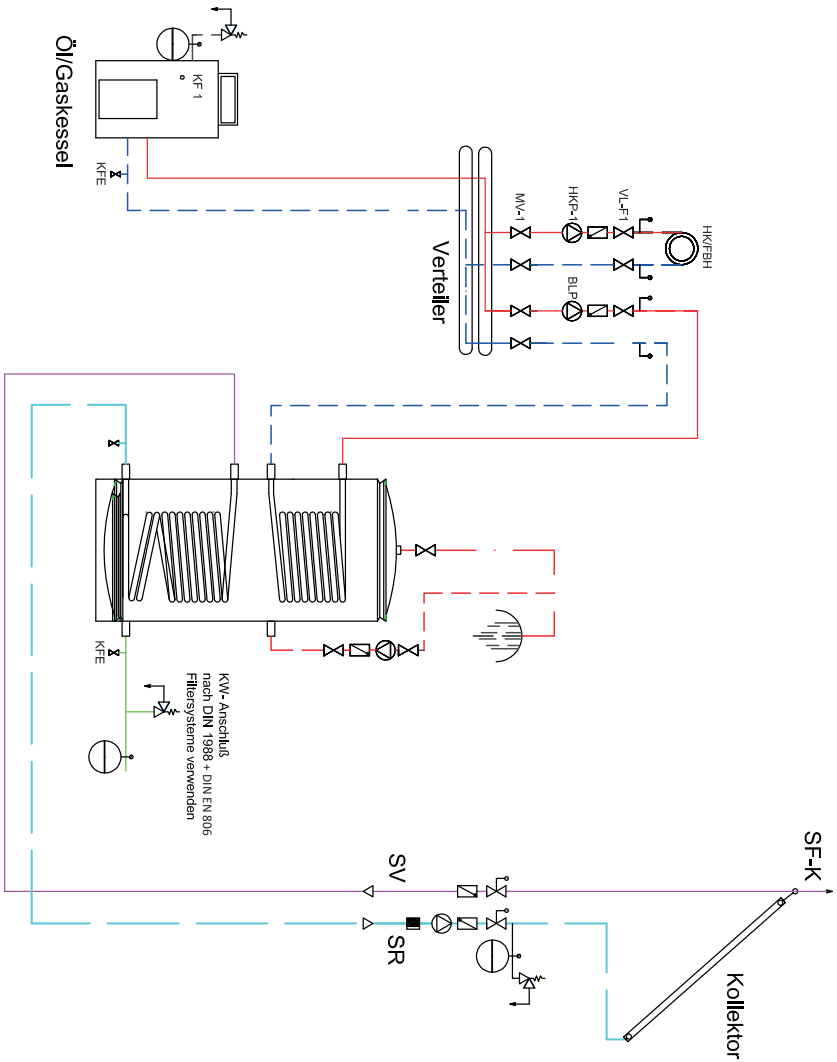 Öl/Gaskessel
KF 1
KFE
Verteiler
MV-1
HKP-1
VL-F1
HK/FBH
BLP
KFE
KW- Anschluß
nach DIN 1988 + DIN EN 806
Filtersysteme verwenden
SV
SR
SF-K
Kollektor